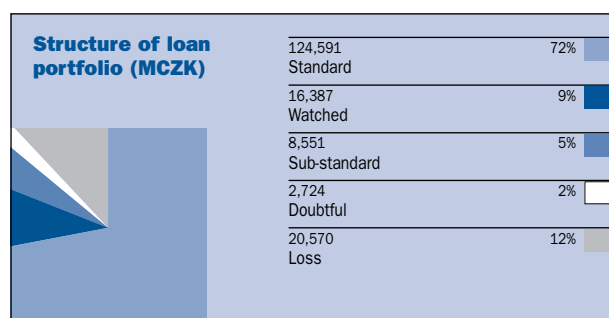 Structure of loan
portfolio (MCZK)
124,591 72%
Standard
16,387 9%
Watched
8,551 5%
Sub-standard
2,724 2%
Doubtful
20,570 12%
Loss